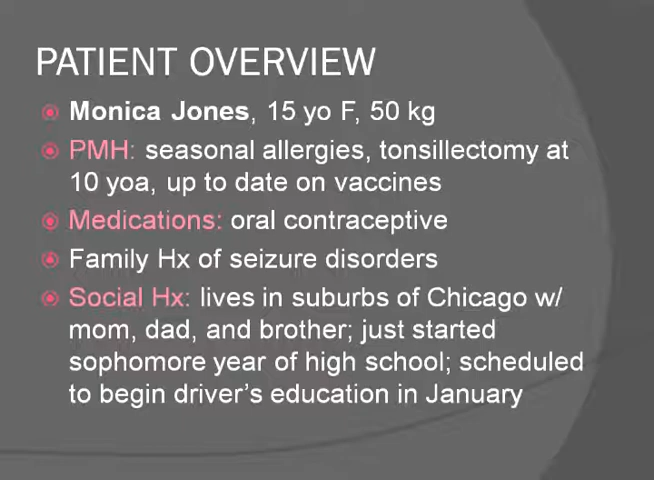 PATIENT OVERVIEW
Monica Jones, 15 yo F, 50 kg
PMH: seasonal allergies, tonsillectomy at
10 yoa, up to date on vaccines
Medications: oral contraceptive
Family Hx of seizure disorders
Social Hx: lives in suburbs of Chicago w/
mom, dad, and brother; just started
sophomore year of high school; scheduled
to begin driver's education in January